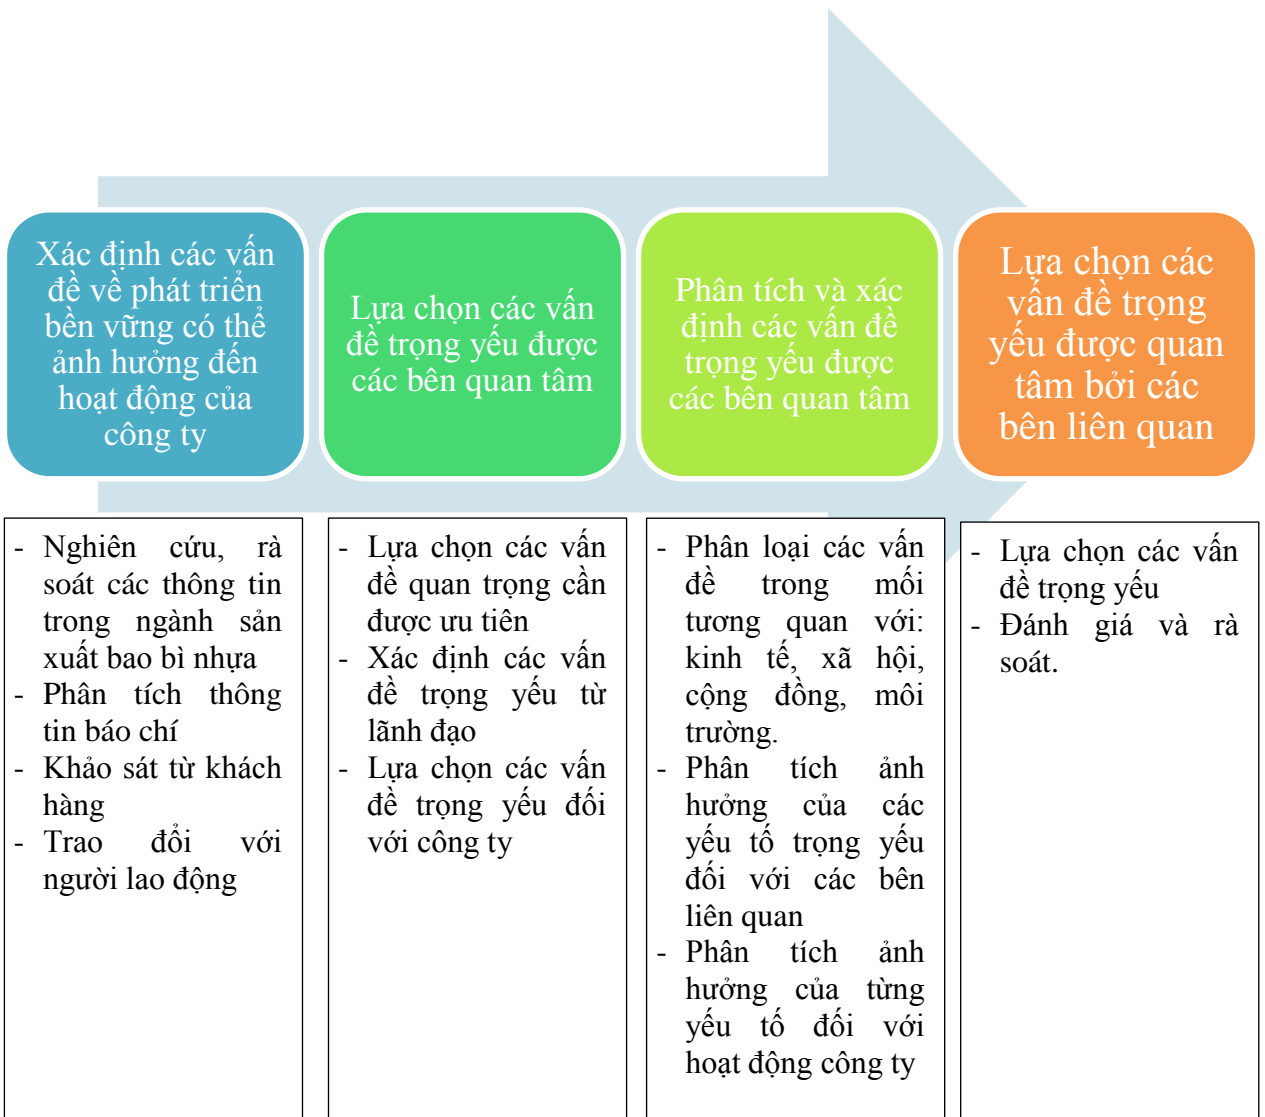 Xác định các vấn
đề về phát triển
bền vững có thể
ảnh hưởng đến
hoạt động của
công ty
Lựa chọn các vấn
đề trọng yếu được
các bên quan tâm
Phân tích và xác
định các vấn đề
trọng yếu được
các bên quan tâm
Lựa chọn các
vấn đề trọng
yếu được quan
tâm bởi các
bên liên quan
- Nghiên cứu, rà
soát các thông tin
trong ngành sản
xuất bao bì nhựa
- Phân tích thông
tin báo chí
- Khảo sát từ khách
hàng
- Trao đổi với
người lao động
- Lựa chọn các vấn
đề quan trọng cần
được ưu tiên
- Xác định các vấn
đề trọng yếu từ
lãnh đạo
- Lựa chọn các vấn
đề trọng yếu đối
với công ty
- Phân loại các vấn
đề trong mối
tương quan với:
kinh tế, xã hội,
cộng đồng, môi
trường.
- Phân tích ảnh
hưởng của các
yếu tố trọng yếu
đối với các bên
liên quan
- Phân tích ảnh
hưởng của từng
yếu tố đối với
hoạt động công ty
- Lựa chọn các vấn
đề trọng yếu
- Đánh giá và rà
soát.